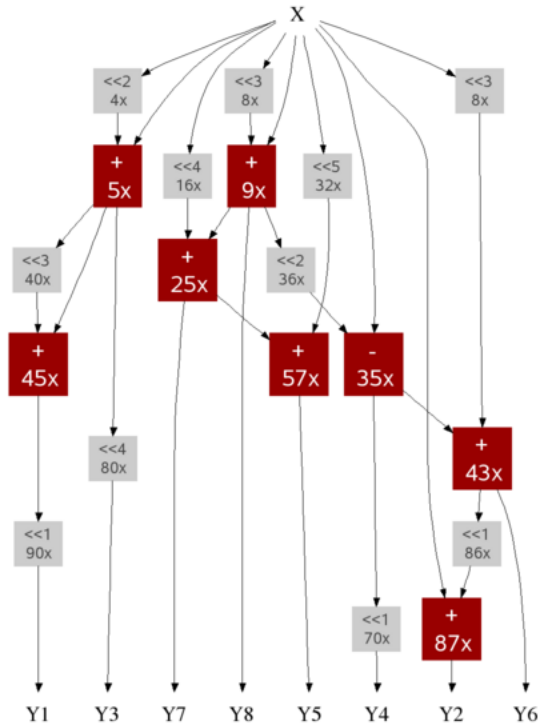 X
<<2
4x
<<3
8x
<<3
8x
+
5x
<<4
16x
+
9x
<<5
32x
<<3
40x
+
25x
<<2
36x
+
45x
+
57x
-
35x
<<4
80x
+
43x
<<1
90x
<<1
86x
<<1
70x
+
87x
Y1 Y3 Y7 Y8 Y5 Y4 Y2 Y6